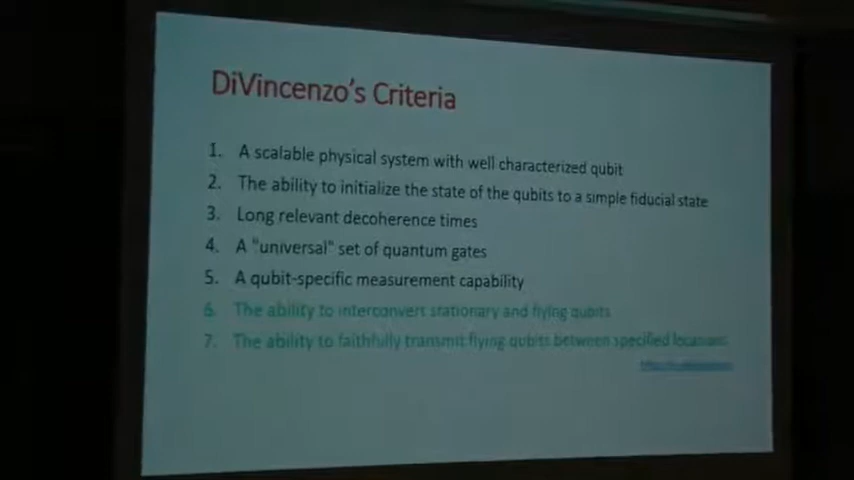 DiVincenzo's Criteria
1. A scalable physical system with well characterized qubit
2. The ability to initialize the state of the qubits to a simple fiducial state
3. Long relevant decoherence times
4. A "universal" set of quantum gates
5. A qubit-specific measurement capability
6. The ability to interconvert stationary and flying qubits
7. The ability to faithfully transmit flying qubits between specified locations